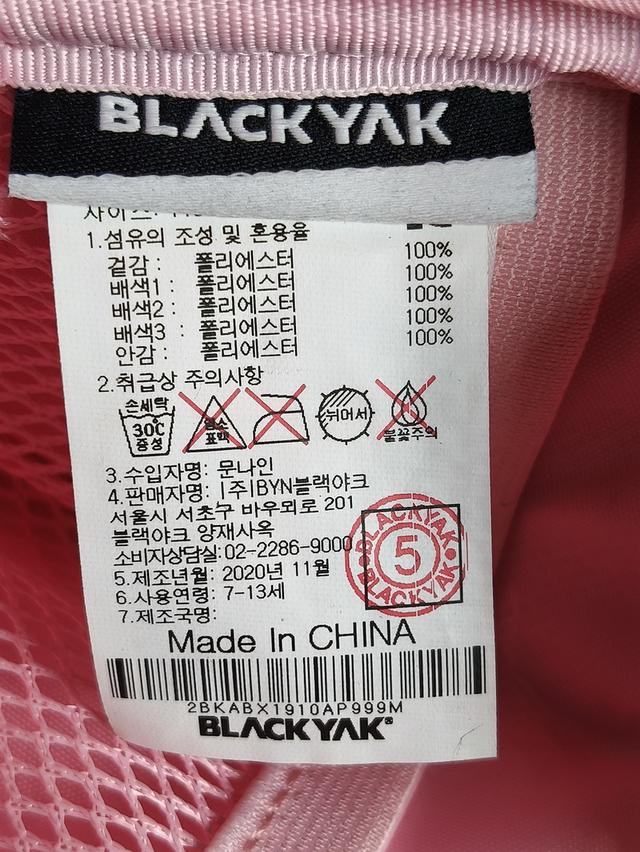 BLACKYAK
사이즈:
1.섬유의 조성 및 혼용율
겉감 : 폴리에스터 100%
배색1 : 폴리에스터 100%
배색2 : 폴리에스터 100%
배색3 : 폴리에스터 100%
안감 : 폴리에스터 100%
2.취급상 주의사항
손세탁 30℃ 중성
염소 표백
뉘어서
불꽃주의
3.수입자명: 문나인
4.판매자명: |주|BYN블랙야크
서울시 서초구 바우뫼로 201
블랙야크 양재사옥
소비자상담실:02-2286-9000
5.제조년월: 2020년 11월
6.사용연령: 7-13세
7.제조국명:
BLACKYAK
5
BLACKYAK
Made In CHINA
2BKABX1910AP999M
BLACKYAK®